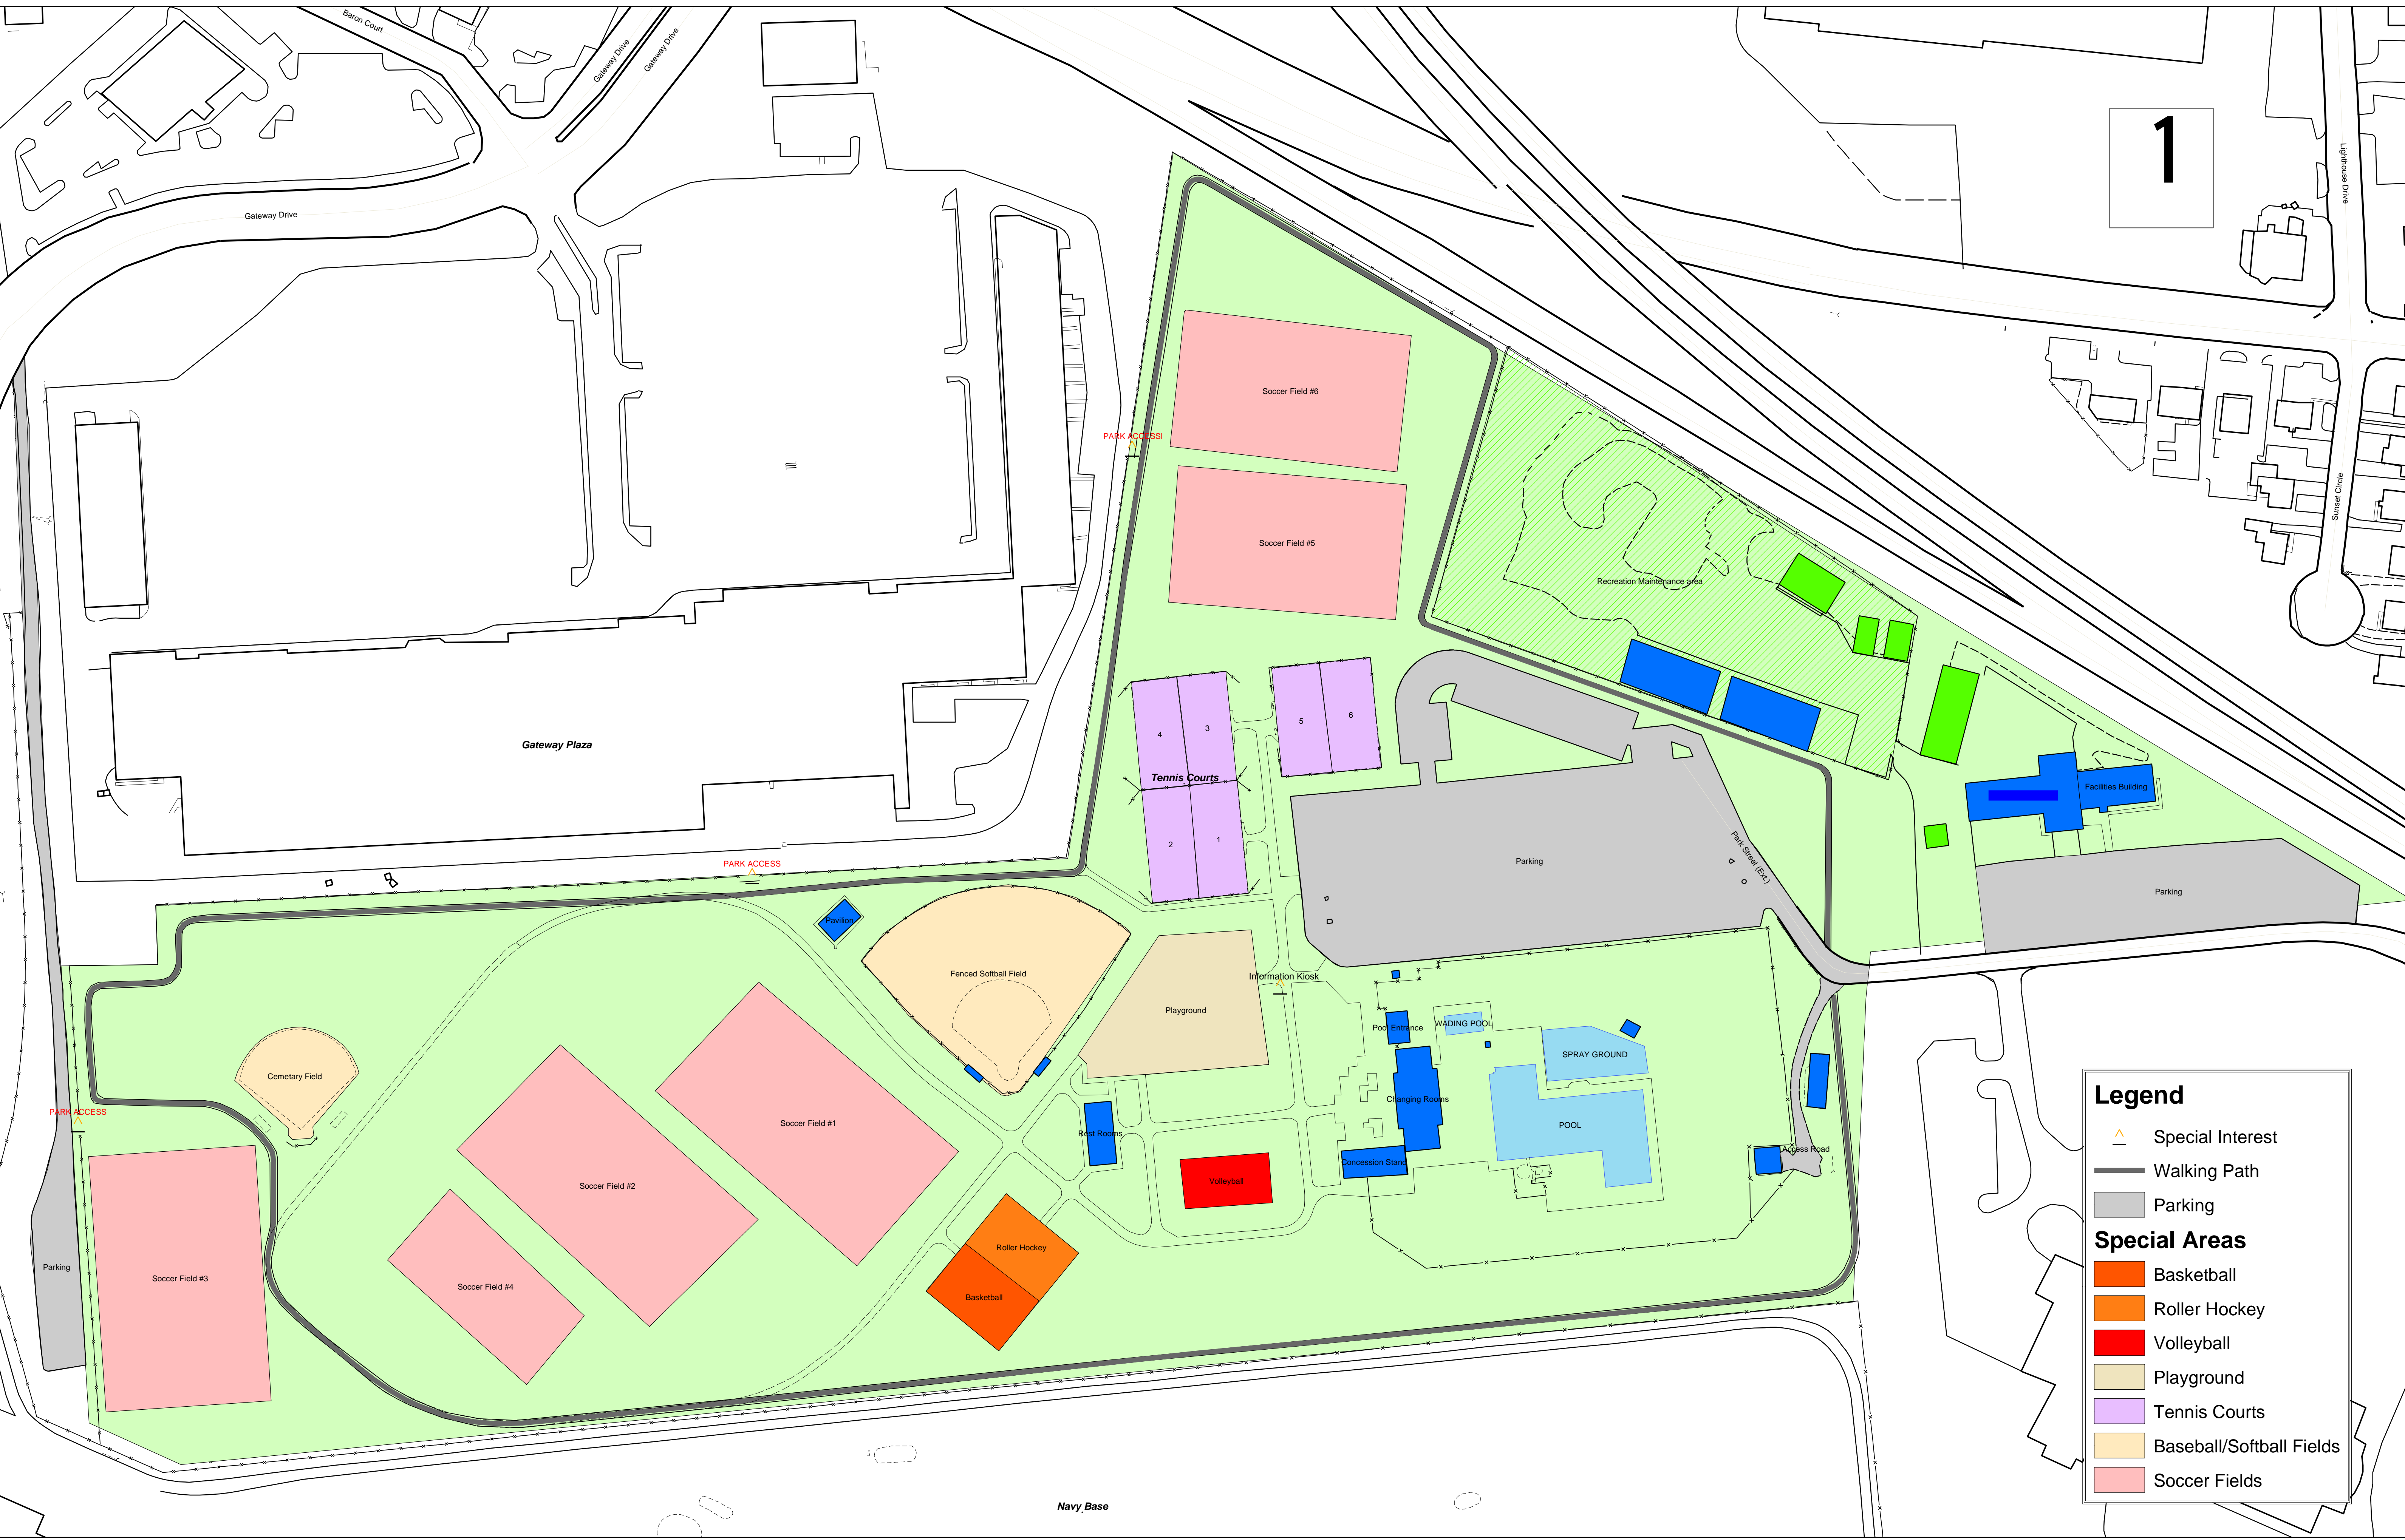 Baron Court
Gateway Drive
Gateway Drive
1
Lighthouse Drive
Gateway Drive
Soccer Field #6
PARK ACCESSI
Sunset Circle
Soccer Field #5
Recreation Maintenance area
5
6
3
4
Gateway Plaza
Tennis Courts
Facilities Building
1
2
Park Street (Ext.)
Parking
PARK ACCESS
Parking
Pavilion
Fenced Softball Field
Information Kiosk
Playground
Pool Entrance
WADING POOL
SPRAY GROUND
Cemetary Field
Changing Rooms
PARK ACCESS
Soccer Field #1
POOL
Rest Rooms
Access Road
Concession Stand
Volleyball
Soccer Field #2
Roller Hockey
Parking
Soccer Field #3
Soccer Field #4
Basketball
Navy Base
Legend
Special Interest
Walking Path
Parking
Special Areas
Basketball
Roller Hockey
Volleyball
Playground
Tennis Courts
Baseball/Softball Fields
Soccer Fields